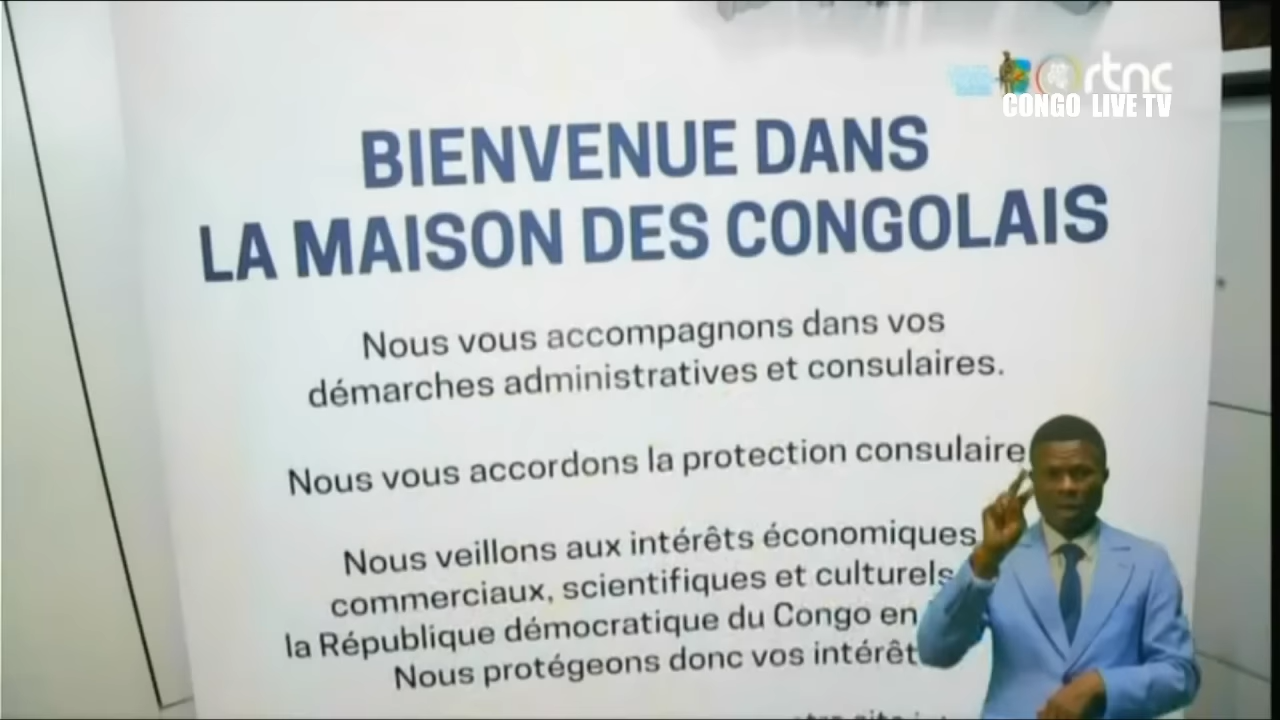 rtnc
CONGO LIVE TV
BIENVENUE DANS
LA MAISON DES CONGOLAIS
Nous vous accompagnons dans vos
démarches administratives et consulaires.
Nous vous accordons la protection consulaire
Nous veillons aux intérêts économiques
commerciaux, scientifiques et culturels
la République démocratique du Congo en
Nous protégeons donc vos intérêt